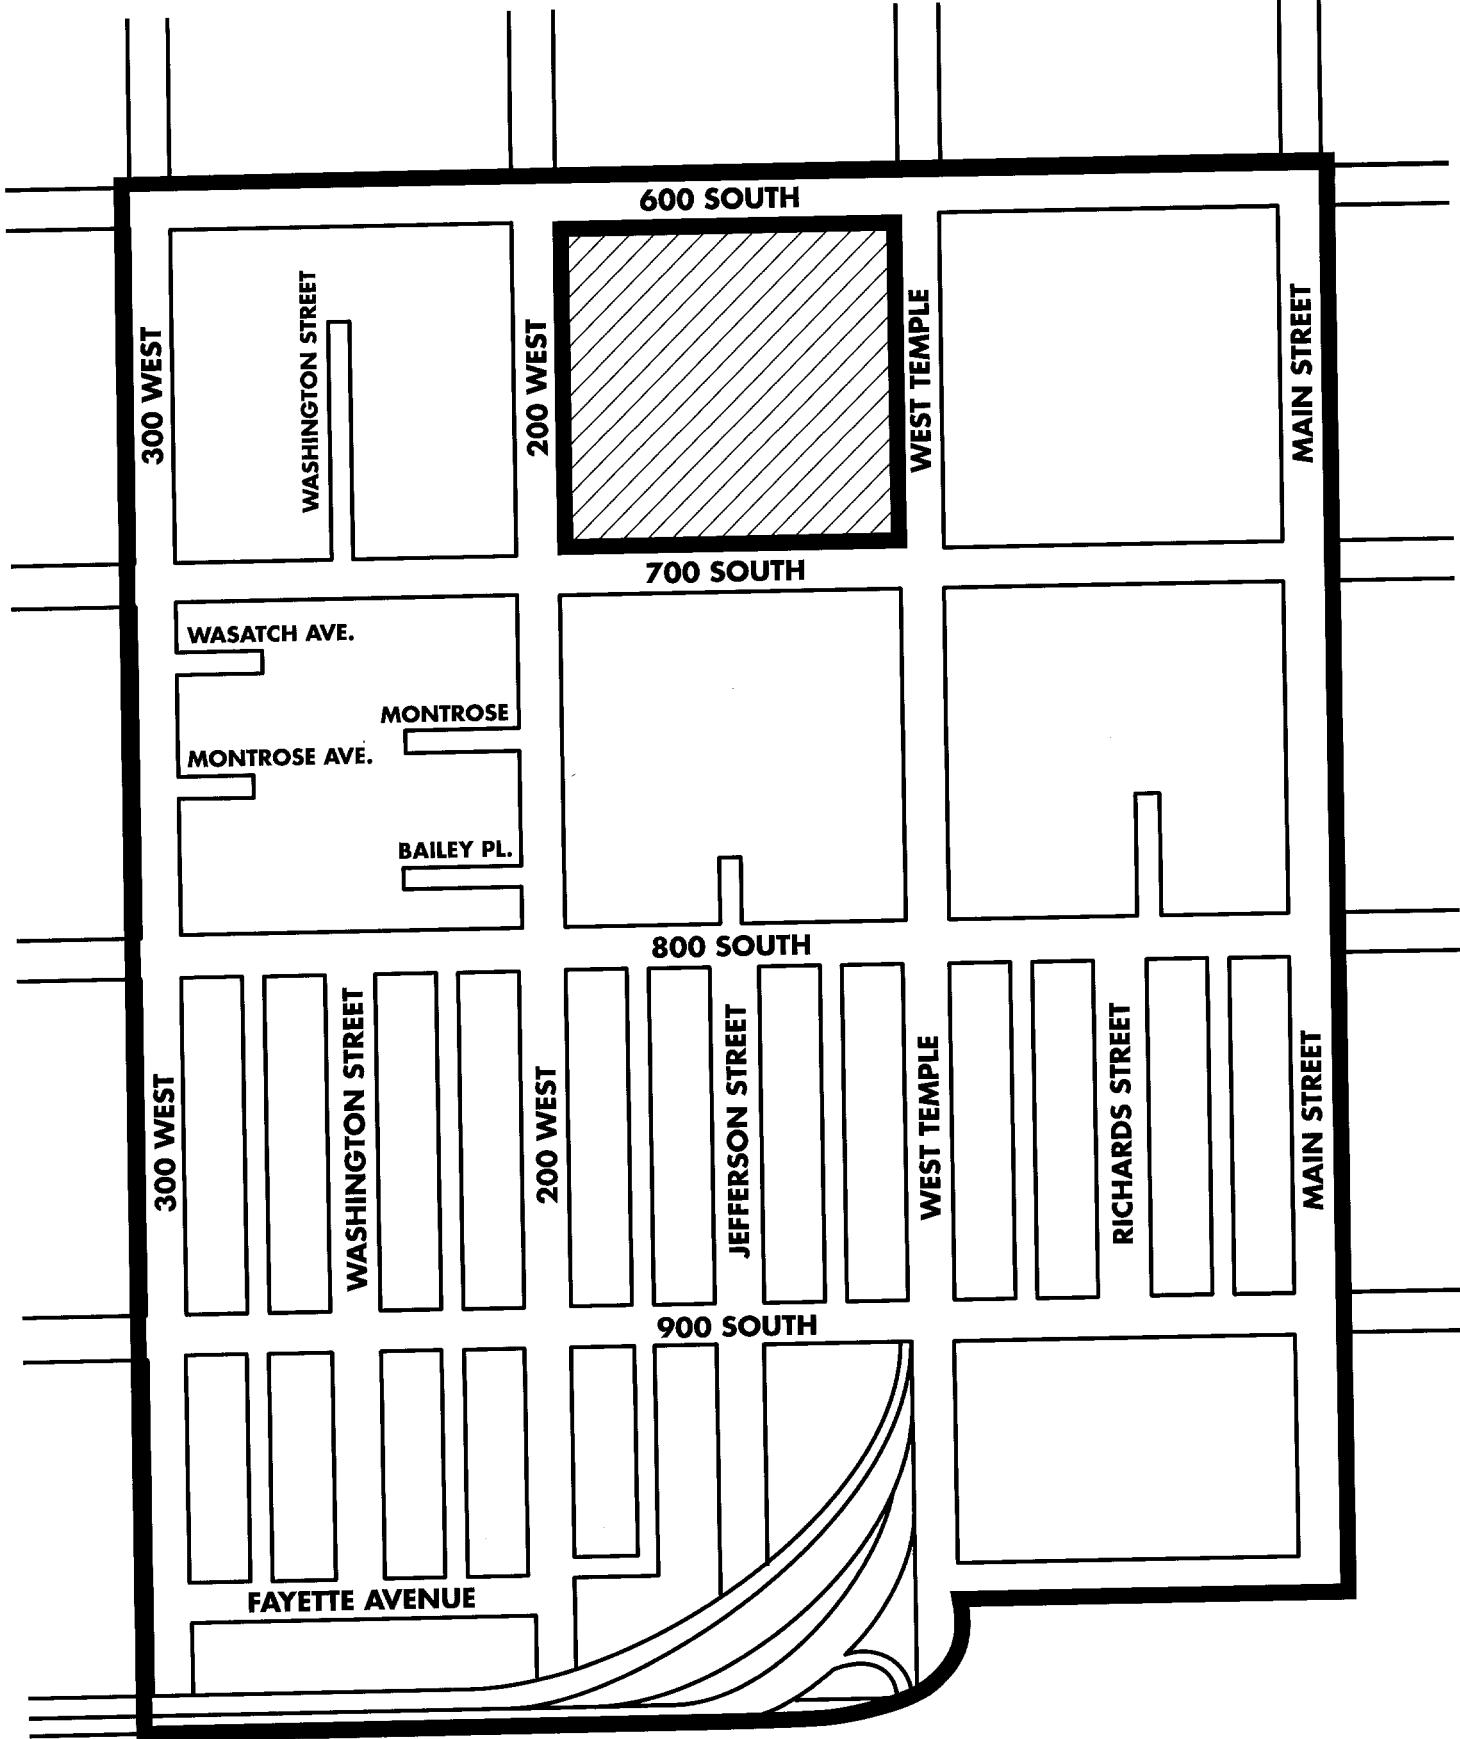 600 SOUTH
300 WEST
WASHINGTON STREET
200 WEST
WEST TEMPLE
MAIN STREET
700 SOUTH
WASATCH AVE.
MONTROSE
MONTROSE AVE.
BAILEY PL.
800 SOUTH
300 WEST
WASHINGTON STREET
200 WEST
JEFFERSON STREET
WEST TEMPLE
RICHARDS STREET
MAIN STREET
900 SOUTH
FAYETTE AVENUE